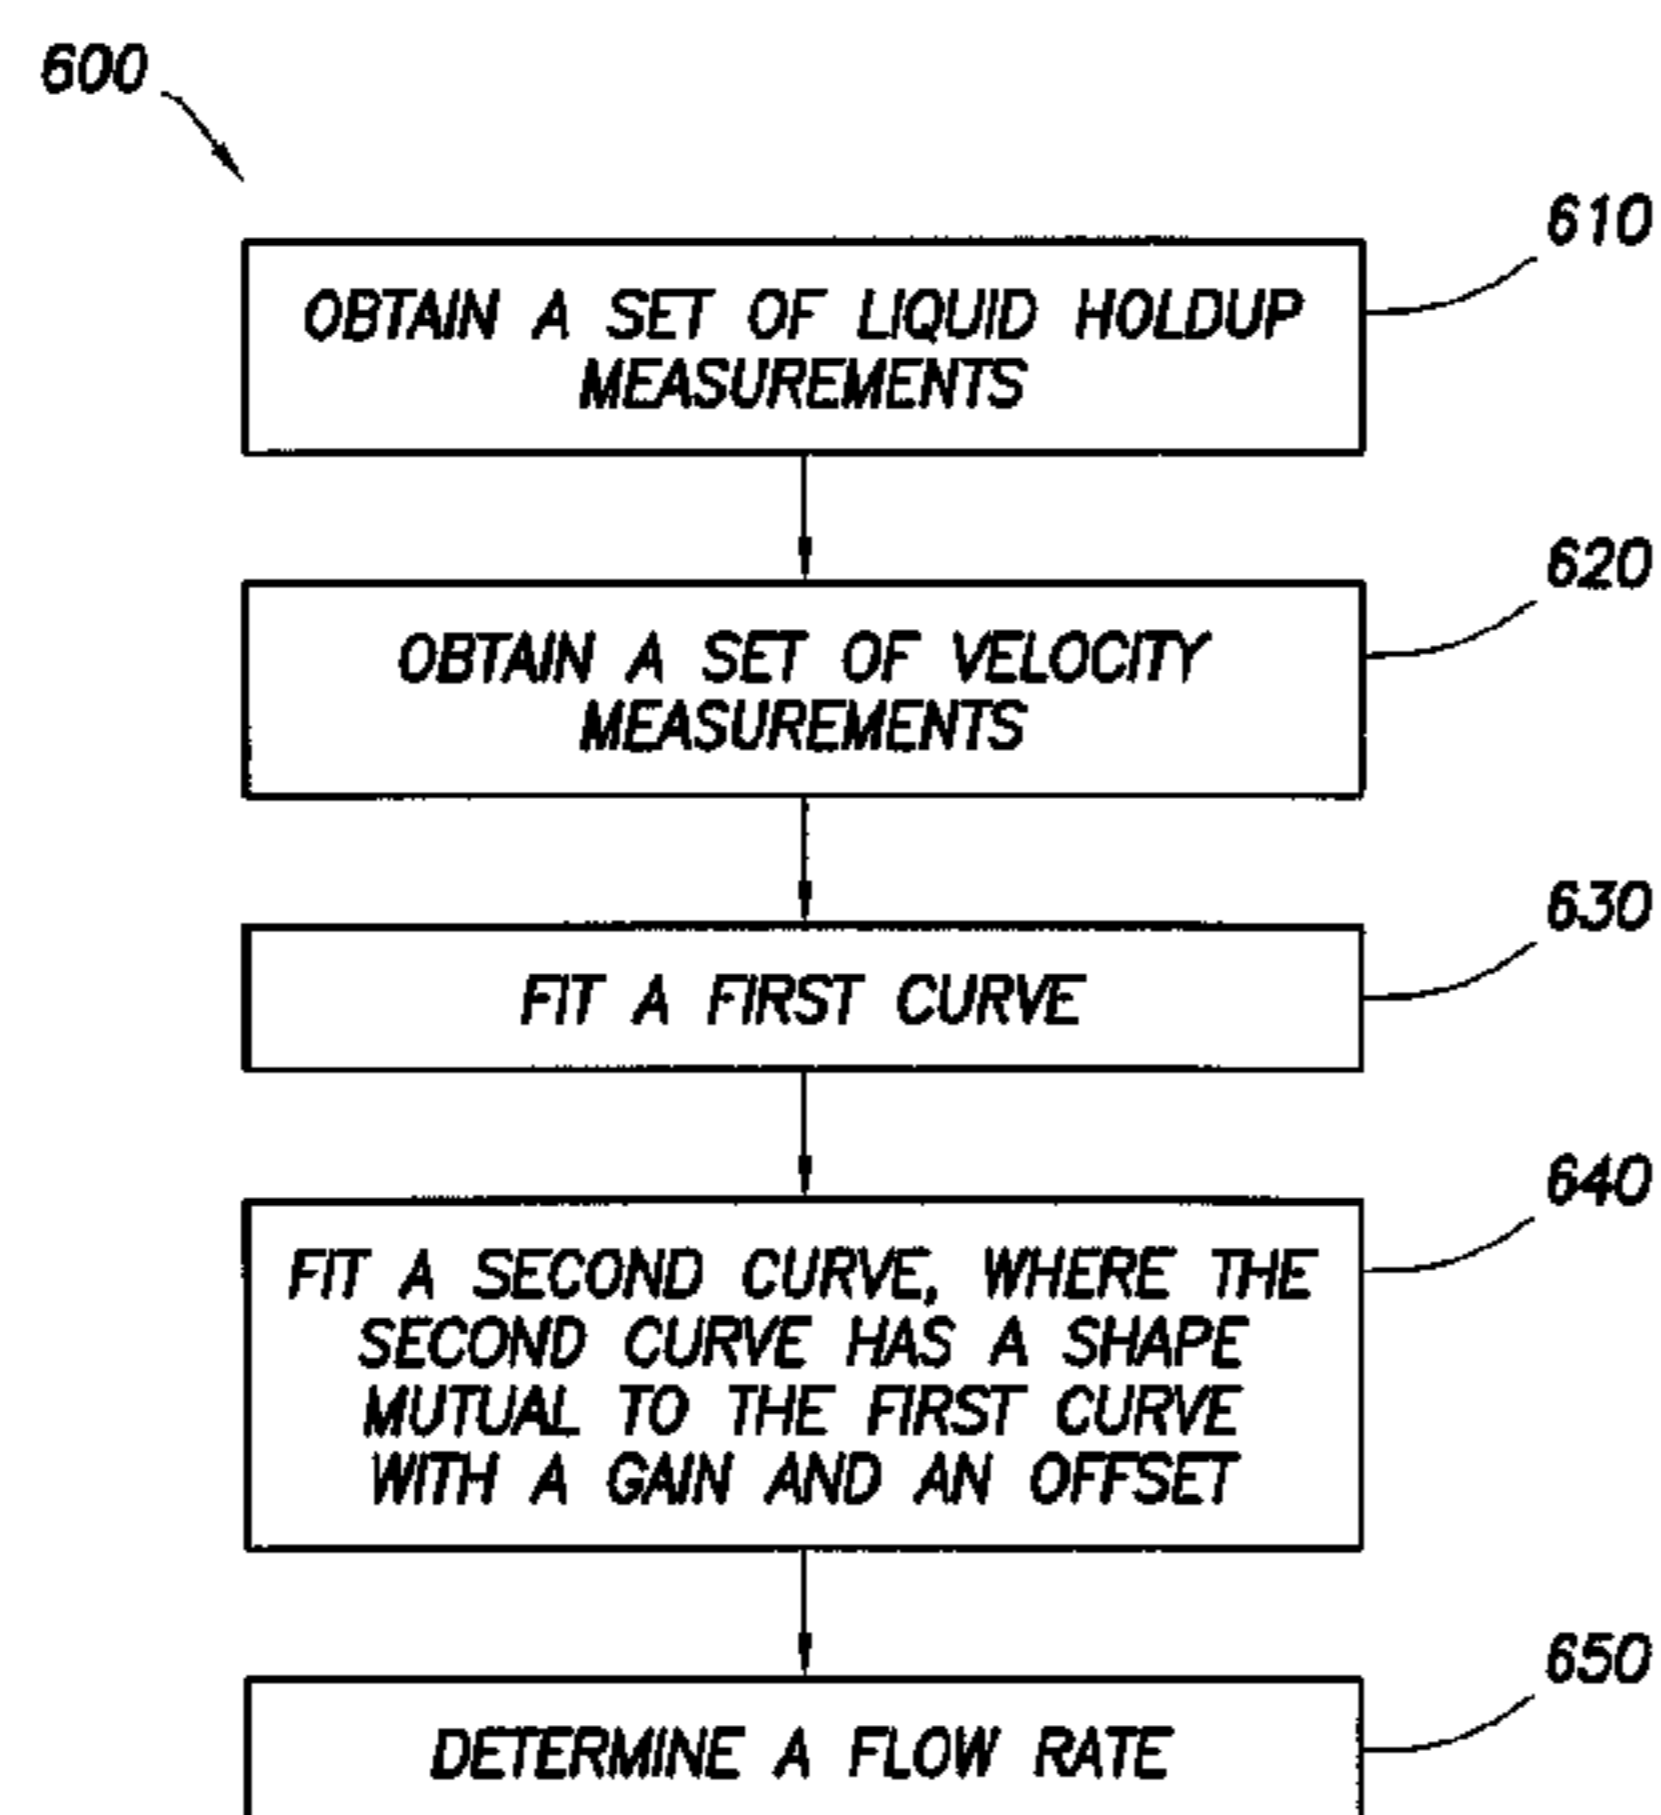 600
610
OBTAIN A SET OF LIQUID HOLDUP
MEASUREMENTS
620
OBTAIN A SET OF VELOCITY
MEASUREMENTS
630
FIT A FIRST CURVE
640
FIT A SECOND CURVE, WHERE THE
SECOND CURVE HAS A SHAPE
MUTUAL TO THE FIRST CURVE
WITH A GAIN AND AN OFFSET
650
DETERMINE A FLOW RATE